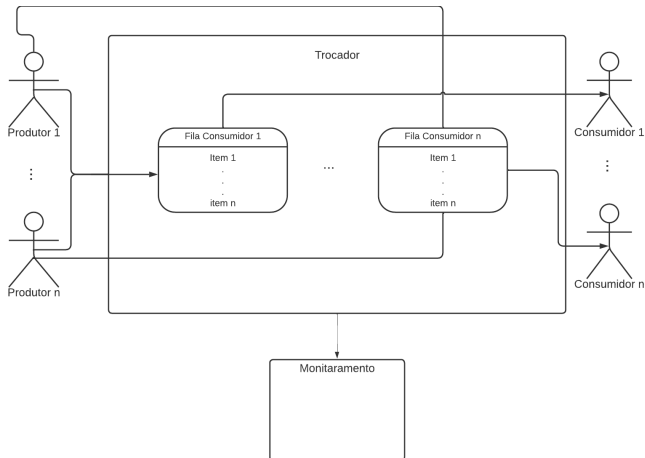 Trocador
Produtor 1
Consumidor 1
Fila Consumidor 1
Item 1
.
.
.
item n
...
Fila Consumidor n
Item 1
.
.
.
item n
...
...
Produtor n
Consumidor n
Monitaramento